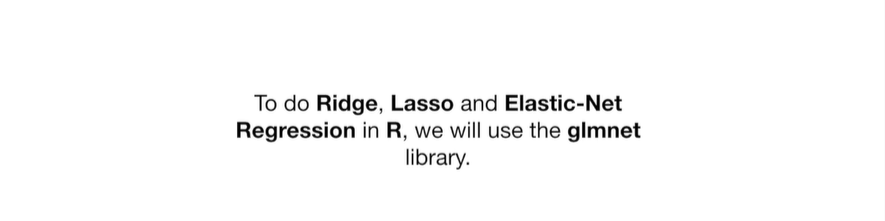 To do Ridge, Lasso and Elastic-Net
Regression in R, we will use the glmnet
library.